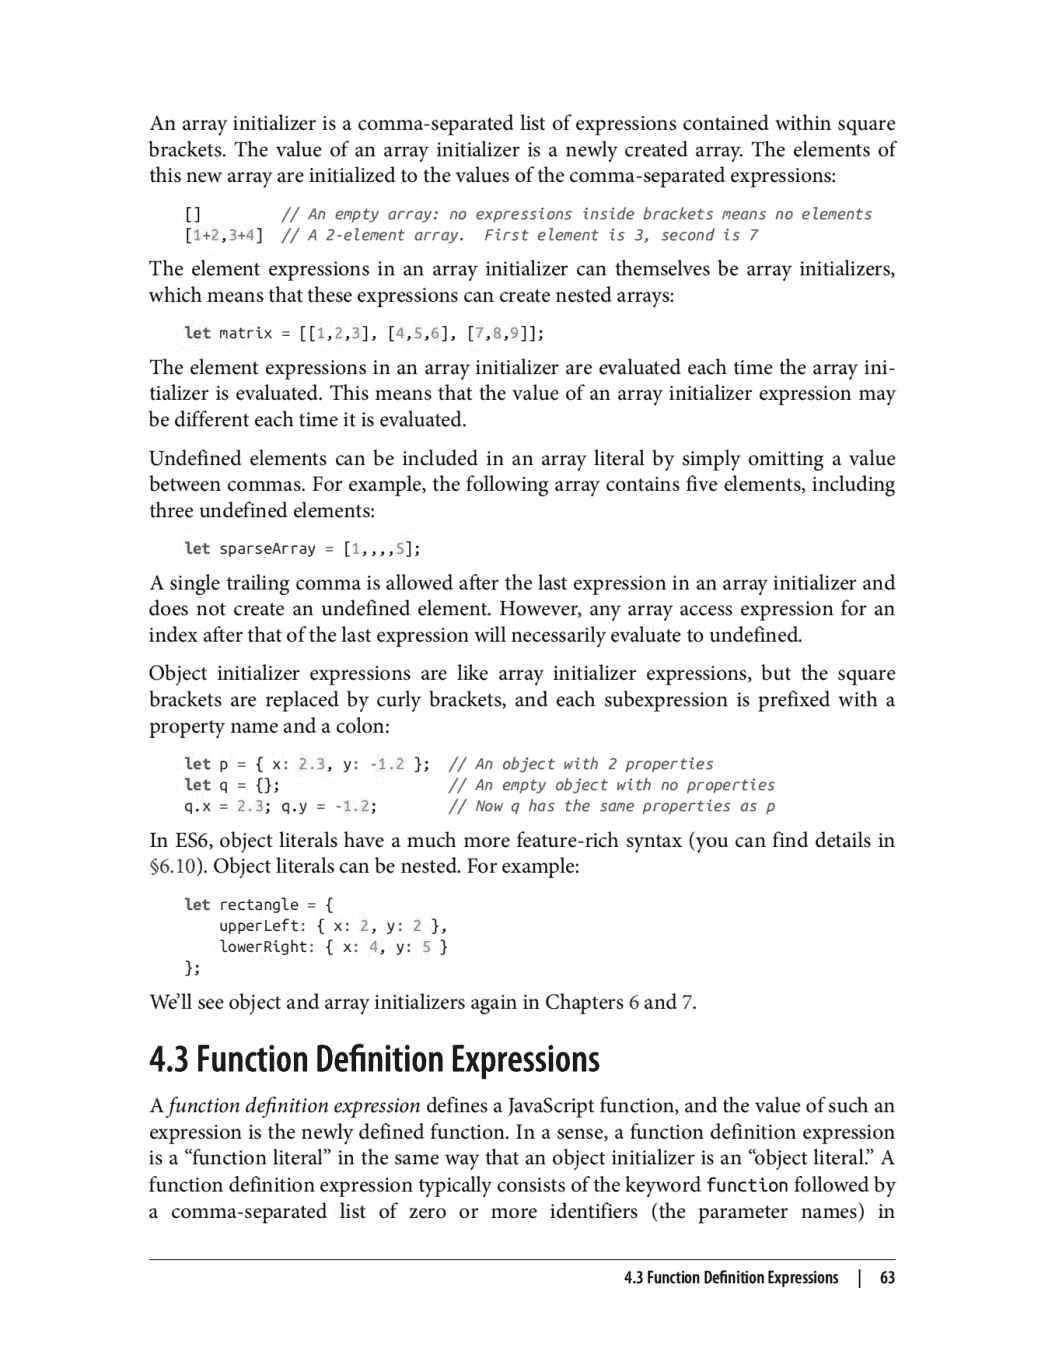 An array initializer is a comma-separated list of expressions contained within square
brackets. The value of an array initializer is a newly created array. The elements of
this new array are initialized to the values of the comma-separated expressions:
[]         // An empty array: no expressions inside brackets means no elements
[1+2,3+4]  // A 2-element array.  First element is 3, second is 7
The element expressions in an array initializer can themselves be array initializers,
which means that these expressions can create nested arrays:
let matrix = [[1,2,3], [4,5,6], [7,8,9]];
The element expressions in an array initializer are evaluated each time the array ini-
tializer is evaluated. This means that the value of an array initializer expression may
be different each time it is evaluated.
Undefined elements can be included in an array literal by simply omitting a value
between commas. For example, the following array contains five elements, including
three undefined elements:
let sparseArray = [1,,,,5];
A single trailing comma is allowed after the last expression in an array initializer and
does not create an undefined element. However, any array access expression for an
index after that of the last expression will necessarily evaluate to undefined.
Object initializer expressions are like array initializer expressions, but the square
brackets are replaced by curly brackets, and each subexpression is prefixed with a
property name and a colon:
let p = { x: 2.3, y: -1.2 };  // An object with 2 properties
let q = {};                   // An empty object with no properties
q.x = 2.3; q.y = -1.2;        // Now q has the same properties as p
In ES6, object literals have a much more feature-rich syntax (you can find details in
§6.10). Object literals can be nested. For example:
let rectangle = {
    upperLeft: { x: 2, y: 2 },
    lowerRight: { x: 4, y: 5 }
};
We’ll see object and array initializers again in Chapters 6 and 7.
4.3 Function Definition Expressions
A function definition expression defines a JavaScript function, and the value of such an
expression is the newly defined function. In a sense, a function definition expression
is a “function literal” in the same way that an object initializer is an “object literal.” A
function definition expression typically consists of the keyword function followed by
a comma-separated list of zero or more identifiers (the parameter names) in
4.3 Function Definition Expressions | 63